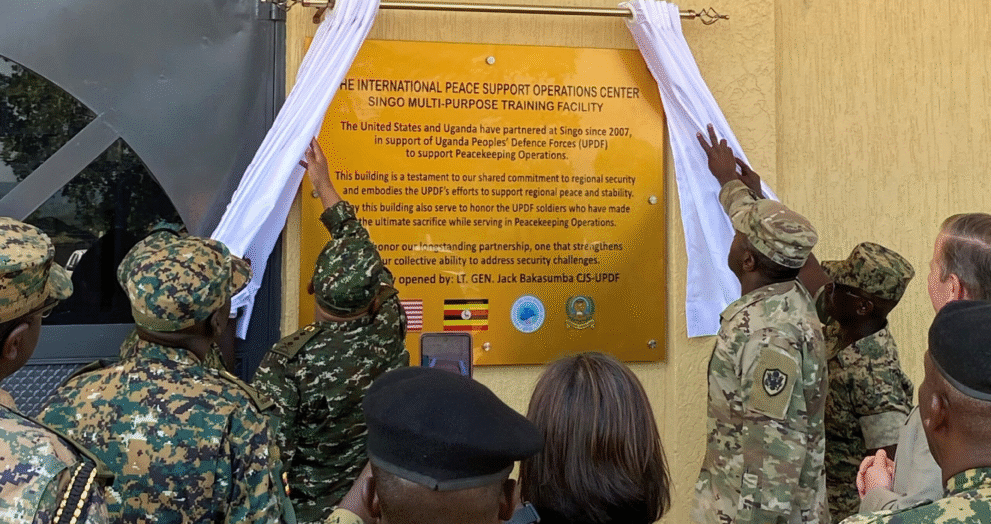 HE INTERNATIONAL PEACE SUPPORT OPERATIONS CENTER
SINGO MULTI-PURPOSE TRAINING FACILITY
The United States and Uganda have partnered at Singo since 2007,
in support of Uganda Peoples' Defence Forces (UPDF)
to support Peacekeeping Operations.
This building is a testament to our shared commitment to regional security
and embodies the UPDF's efforts to support regional peace and stability.
ay this building also serve to honor the UPDF soldiers who have made
the ultimate sacrifice while serving in Peacekeeping Operations.
honor our longstanding partnership, one that strengthens
our collective ability to address security challenges.
y opened by: LT. GEN. Jack Bakasumba CJS-UPDF